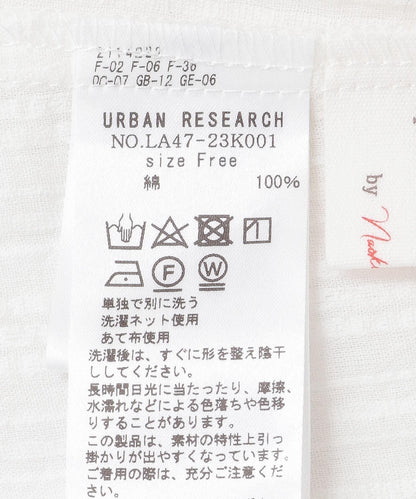 F-02 F-06 F-36
DC-07 GB-12 GE-06
URBAN RESEARCH
NO.LA47-23K001
size Free
綿 100%
F W
単独で別に洗う
洗濯ネット使用
あて布使用
洗濯後は、すぐに形を整え陰干
ししてください。
長時間日光に当たったり、摩擦、
水濡れなどによる色落ちや色移
りすることがあります。
この製品は、素材の特性上引っ
掛かりが出やすくなっています。
ご着用の際は、充分ご注意くだ
by